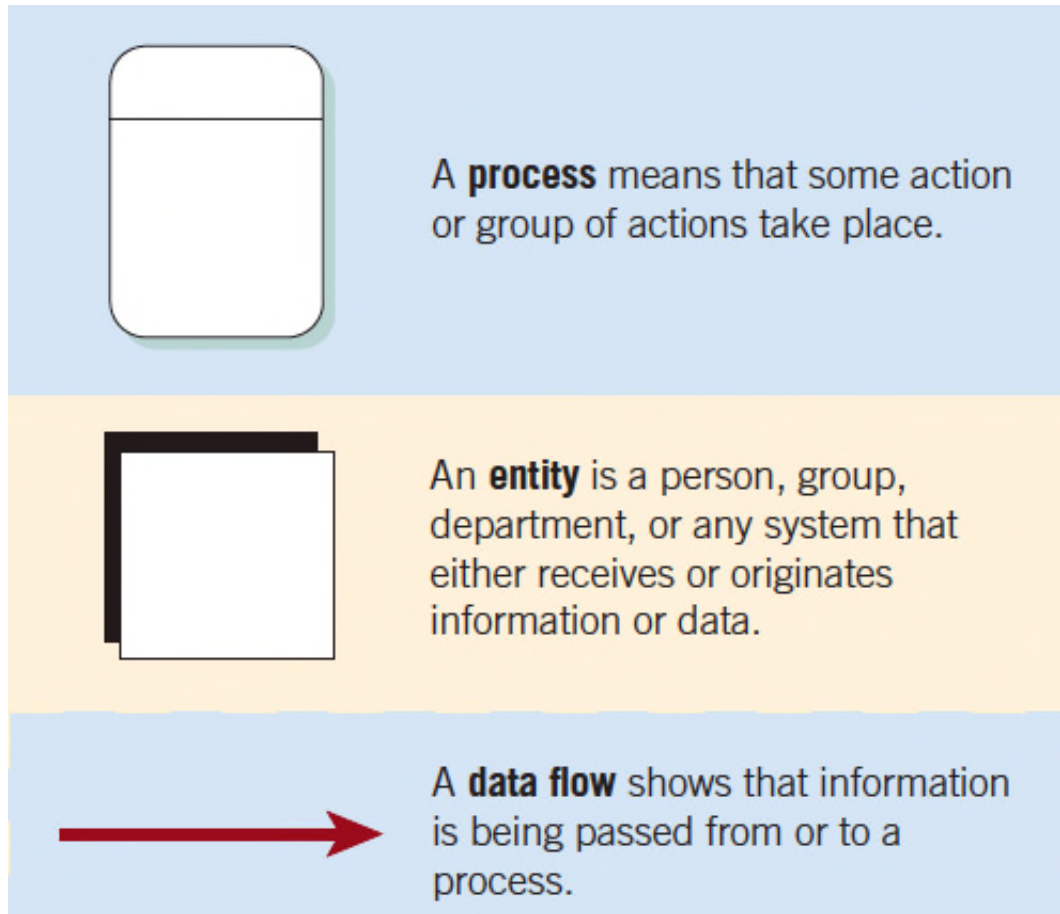 A process means that some action
or group of actions take place.
An entity is a person, group,
department, or any system that
either receives or originates
information or data.
A data flow shows that information
is being passed from or to a
process.